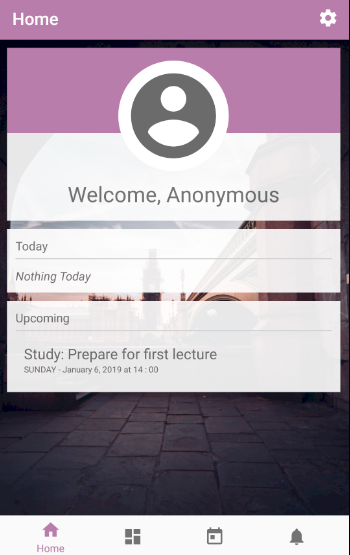 Home
Welcome, Anonymous
Today
Nothing Today
Upcoming
Study: Prepare for first lecture
SUNDAY - January 6, 2019 at 14 : 00
Home